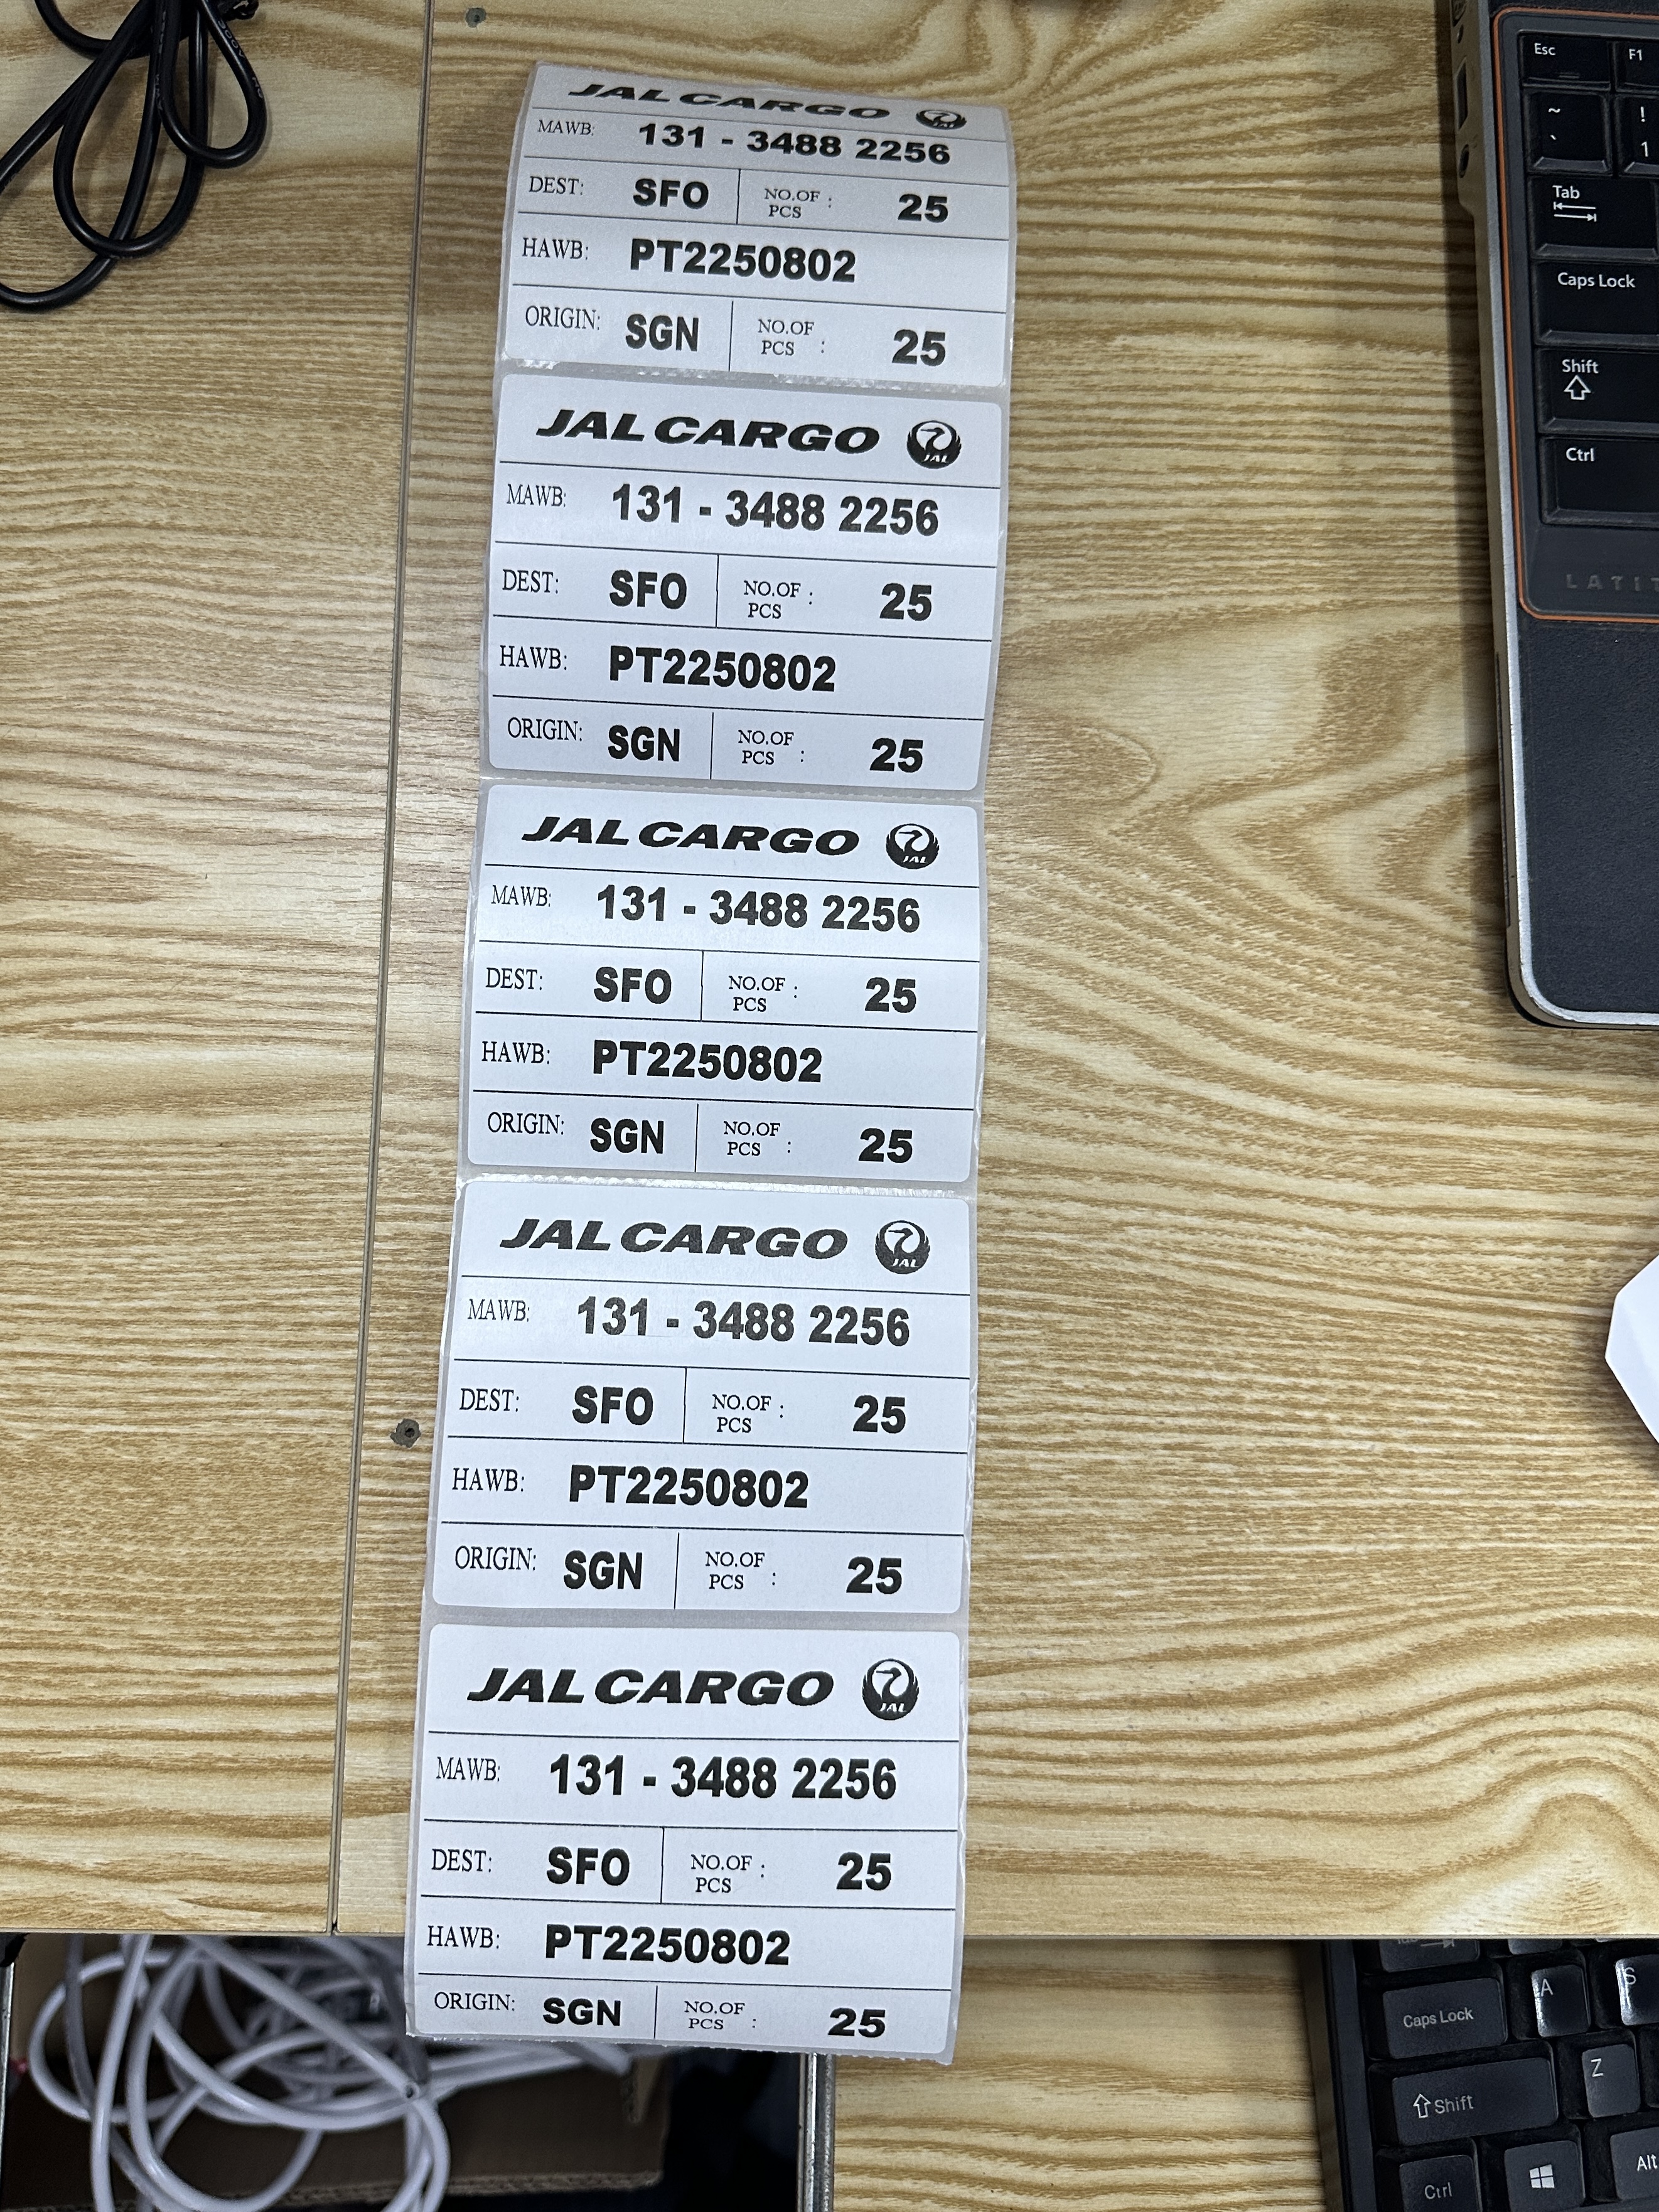 JAL CARGO JAL
MAWB: 131 - 3488 2256
DEST: SFO NO.OF PCS : 25
HAWB: PT2250802
ORIGIN: SGN NO.OF PCS : 25
JAL CARGO JAL
MAWB: 131 - 3488 2256
DEST: SFO NO.OF PCS : 25
HAWB: PT2250802
ORIGIN: SGN NO.OF PCS : 25
JAL CARGO JAL
MAWB: 131 - 3488 2256
DEST: SFO NO.OF PCS : 25
HAWB: PT2250802
ORIGIN: SGN NO.OF PCS : 25
JAL CARGO JAL
MAWB: 131 - 3488 2256
DEST: SFO NO.OF PCS : 25
HAWB: PT2250802
ORIGIN: SGN NO.OF PCS : 25
JAL CARGO JAL
MAWB: 131 - 3488 2256
DEST: SFO NO.OF PCS : 25
HAWB: PT2250802
ORIGIN: SGN NO.OF PCS : 25
Esc F1
~ !
` 1
Tab
Caps Lock
Shift
Ctrl
A S
Caps Lock
Z
Shift
Ctrl Alt